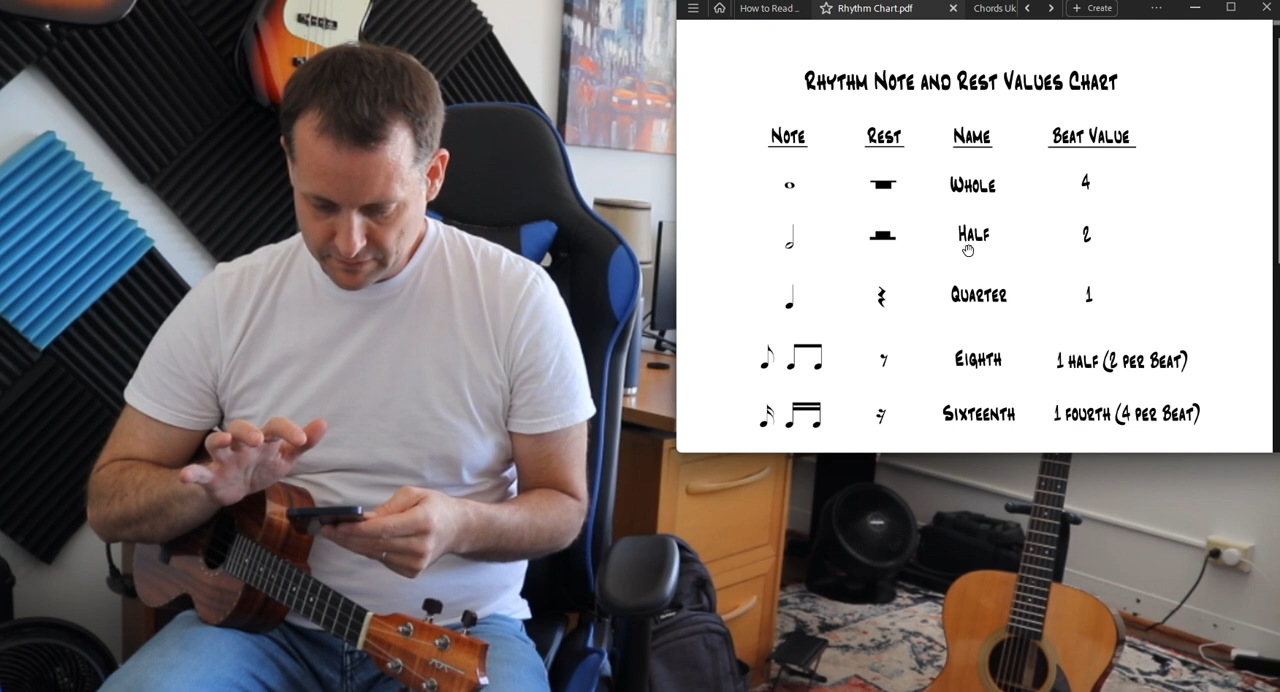 How to Read ...
Rhythm Chart.pdf
Chords Uk
Create
Rhythm Note and Rest Values Chart
Note Rest Name Beat Value
Whole 4
Half 2
Quarter 1
Eighth 1 half (2 per Beat)
Sixteenth 1 fourth (4 per Beat)